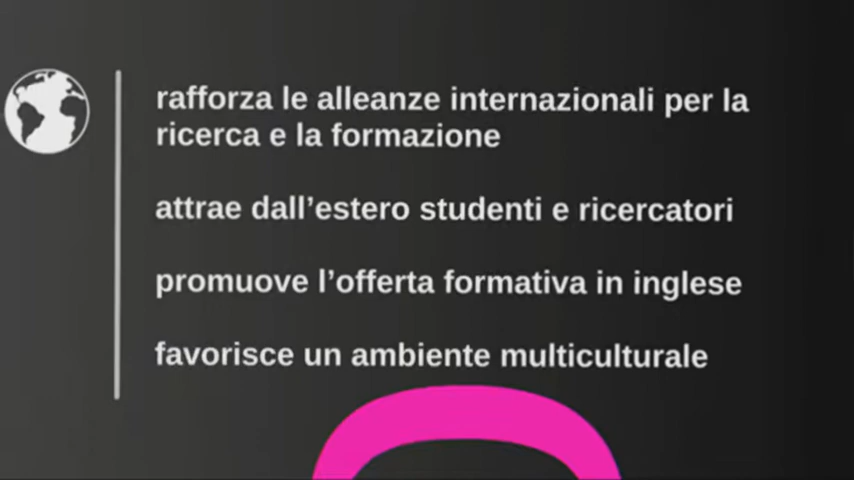 rafforza le alleanze internazionali per la
ricerca e la formazione
attrae dall’estero studenti e ricercatori
promuove l’offerta formativa in inglese
favorisce un ambiente multiculturale